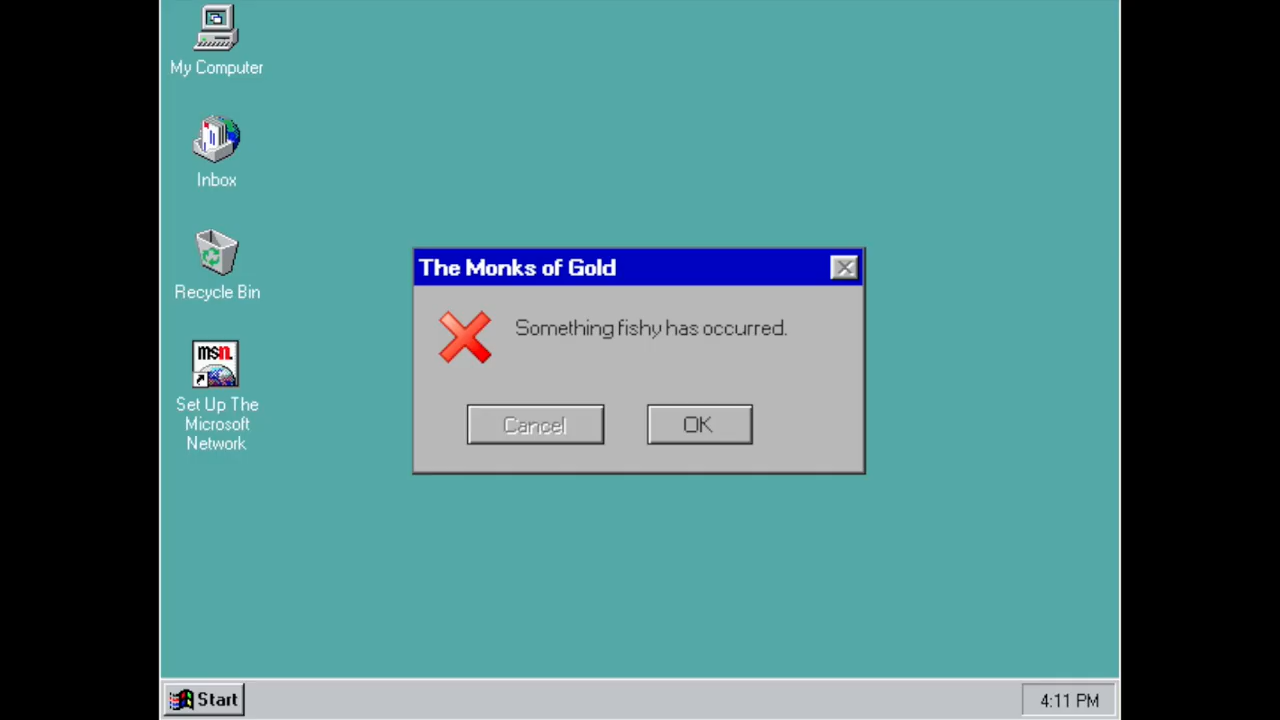 My Computer
Inbox
Recycle Bin
msn.
Set Up The
Microsoft
Network
The Monks of Gold
Something fishy has occurred.
Cancel
OK
Start
4:11 PM